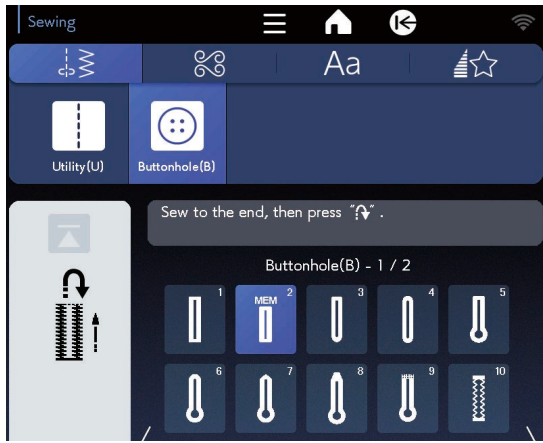 Sewing
Aa
Utility(U)
Buttonhole(B)
Sew to the end, then press " ".
Buttonhole(B) - 1 / 2
1
MEM 2
3
4
5
6
7
8
9
10